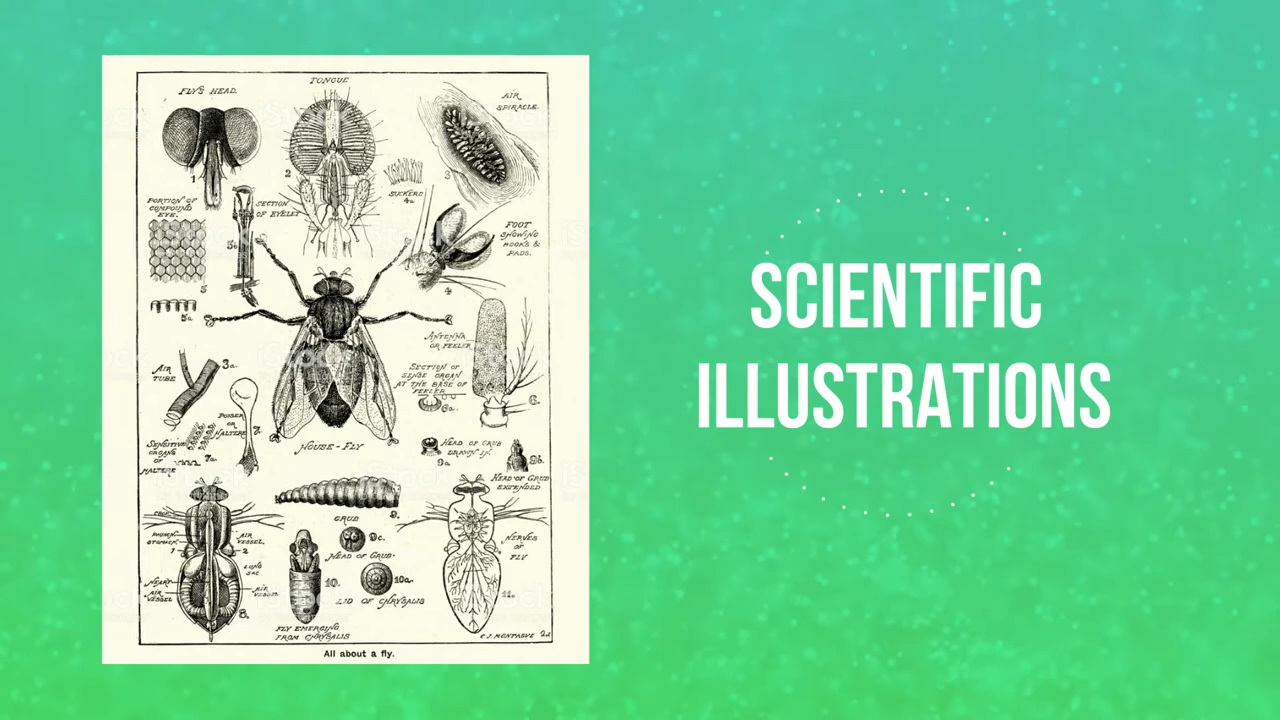 SCIENTIFIC
ILLUSTRATIONS
FLY'S HEAD.
TONGUE
AIR
SPIRACLE.
1
2
3
SUCKERS
4a
PORTION OF
COMPOUND
EYE.
SECTION
OF EYELET
FOOT
SHOWING
HOOKS &
PADS.
5b
5
4
5a
ANTENNA
OR FEELER
AIR
TUBE
3a.
SECTION OF
SENSE ORGAN
AT THE BASE OF
FEELER
6a.
6.
POISER
OR
HALTERE
7.
SENSITIVE
ORGANS
OF
HALTERE
7a.
HOUSE-FLY
HEAD OF GRUB
DRAWN IN
9a
9b.
HEAD OF GRUB
EXTENDED
9.
GRUB
9c.
HEAD OF GRUB.
AIR
VESSEL.
1
2
LONG
SAC
HEART
AIR
VESSEL
AIR
8.
10.
10a.
LID OF CHRYSALIS
FLY EMERGING
FROM CHRYSALIS
NERVES
OF
FLY
11.
C.J. MONTAGUE
All about a fly.